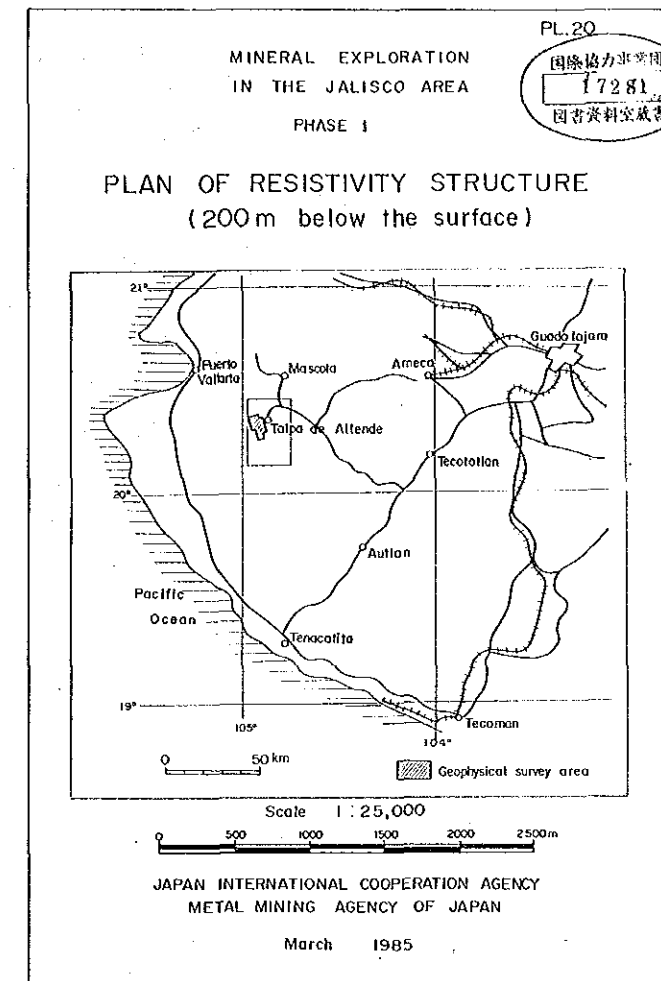 PL.20
MINERAL EXPLORATION
IN THE JALISCO AREA
PHASE 1
国際協力事業団
17281
図書資料室蔵書
PLAN OF RESISTIVITY STRUCTURE
(200m below the surface)
21°
Guadalajara
Puerto
Vallarta
Mascota
Ameca
Talpa de Allende
Tecototlan
20°
Autlan
Pacific
Ocean
Tenacatita
19°
Tecoman
105°
104°
0 50 km
Geophysical survey area
Scale 1:25,000
0 500 1000 1500 2000 2500m
JAPAN INTERNATIONAL COOPERATION AGENCY
METAL MINING AGENCY OF JAPAN
March 1985